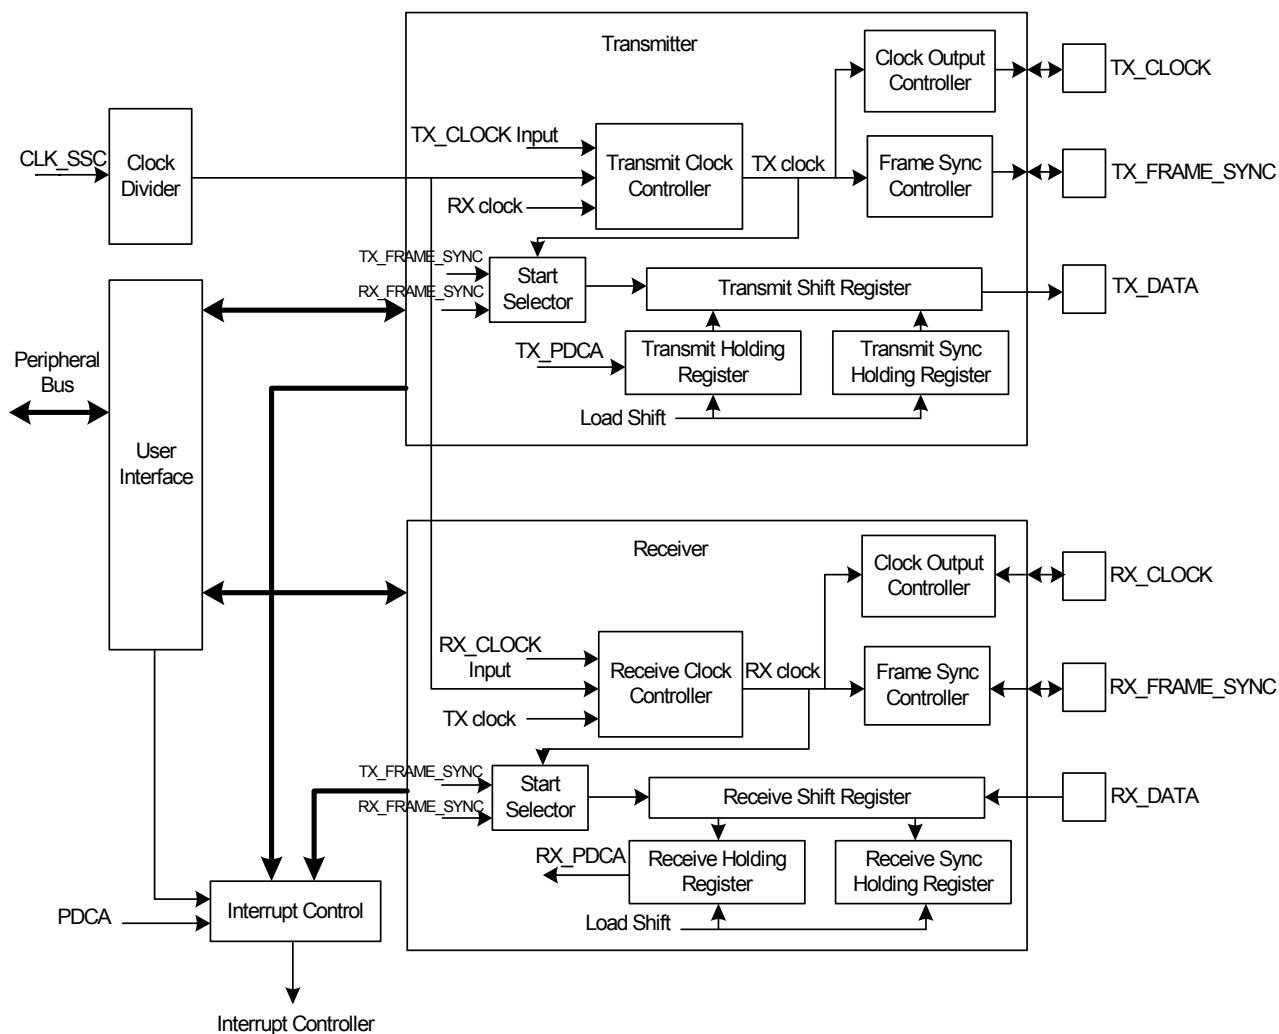 Transmitter
Clock Output
Controller
TX_CLOCK
CLK_SSC
Clock
Divider
TX_CLOCK Input
Transmit Clock
Controller
TX clock
Frame Sync
Controller
TX_FRAME_SYNC
RX clock
TX_FRAME_SYNC
RX_FRAME_SYNC
Start
Selector
Transmit Shift Register
TX_DATA
TX_PDCA
Transmit Holding
Register
Transmit Sync
Holding Register
Load Shift
Peripheral
Bus
User
Interface
Receiver
Clock Output
Controller
RX_CLOCK
RX_CLOCK
Input
Receive Clock
Controller
RX clock
Frame Sync
Controller
RX_FRAME_SYNC
TX clock
TX_FRAME_SYNC
RX_FRAME_SYNC
Start
Selector
Receive Shift Register
RX_DATA
RX_PDCA
Receive Holding
Register
Receive Sync
Holding Register
Load Shift
PDCA
Interrupt Control
Interrupt Controller